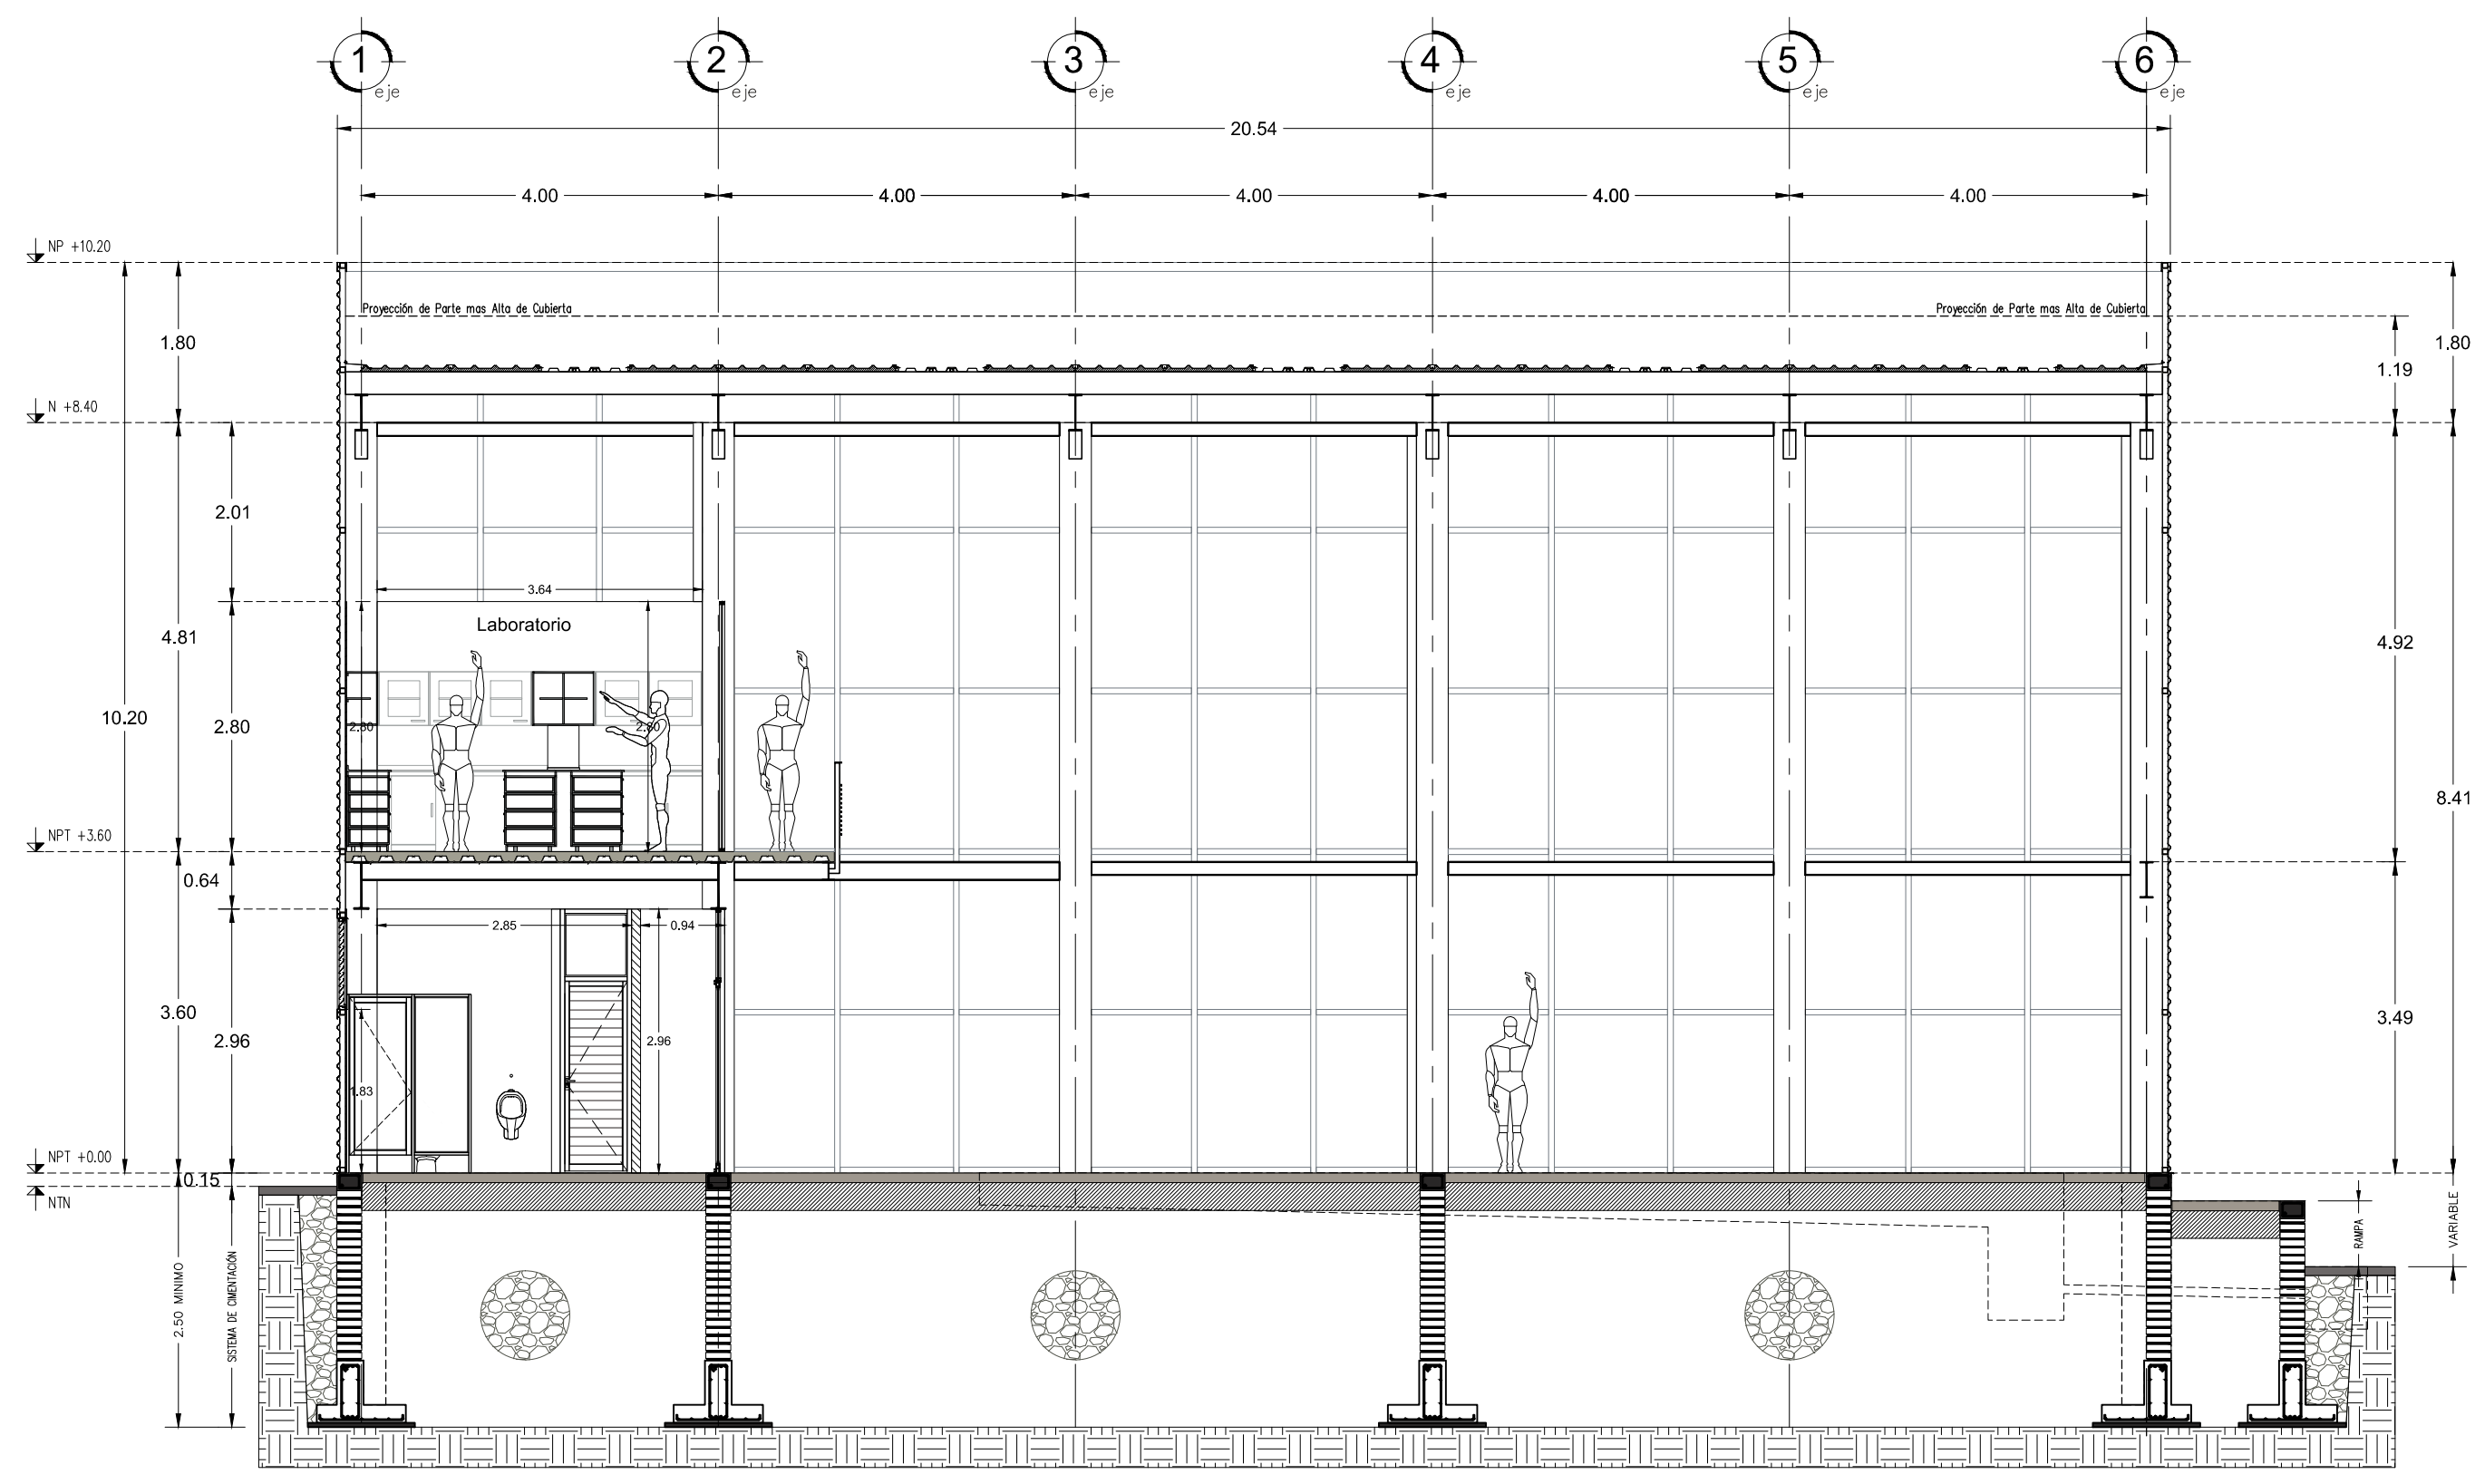 1 2 3 4 5 6
eje eje eje eje eje eje
20.54
4.00 4.00 4.00 4.00 4.00
NP +10.20
Proyección de Parte mas Alta de Cubierta Proyección de Parte mas Alta de Cubierta
1.80 1.80
1.19
N +8.40
2.01
3.64
Laboratorio
4.81 4.92
10.20 2.80 2.80 2.80
8.41
NPT +3.60
0.64
2.85 0.94
3.60 2.96 2.96 3.49
1.83
NPT +0.00
0.15
NTN
2.50 MINIMO
SISTEMA DE CIMENTACIÓN
RAMPA
VARIABLE